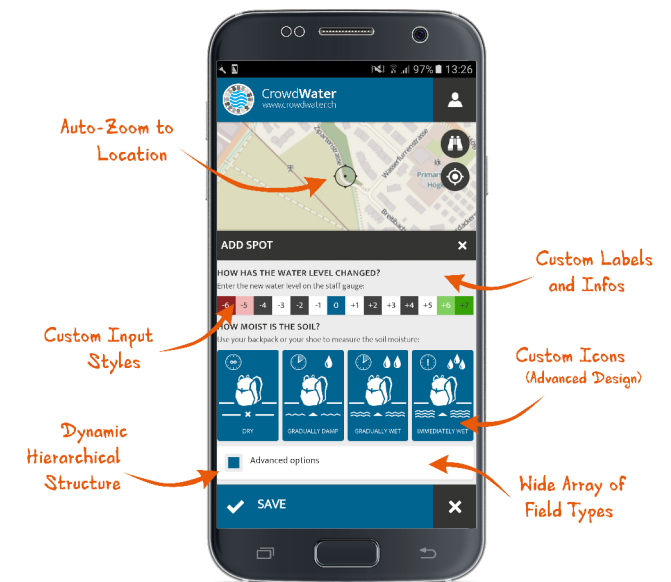 97% 13:26
CrowdWater
www.crowdwater.ch
Auto-Zoom to
Location
Zipartenstrasse
Wasserfurrenstrasse
kk
Primar
ADD SPOT
HOW HAS THE WATER LEVEL CHANGED?
Enter the new water level on the staff gauge:
-6 -5 -4 -3 -2 -1 0 +1 +2 +3 +4 +5 +6 +7
Custom Labels
and Infos
HOW MOIST IS THE SOIL?
Use your backpack or your shoe to measure the soil moisture:
Custom Input
Styles
DRY
GRADUALLY DAMP
GRADUALLY WET
IMMEDIATELY WET
Custom Icons
(Advanced Design)
Dynamic
Hierarchical
Structure
Advanced options
Wide Array of
Field Types
SAVE